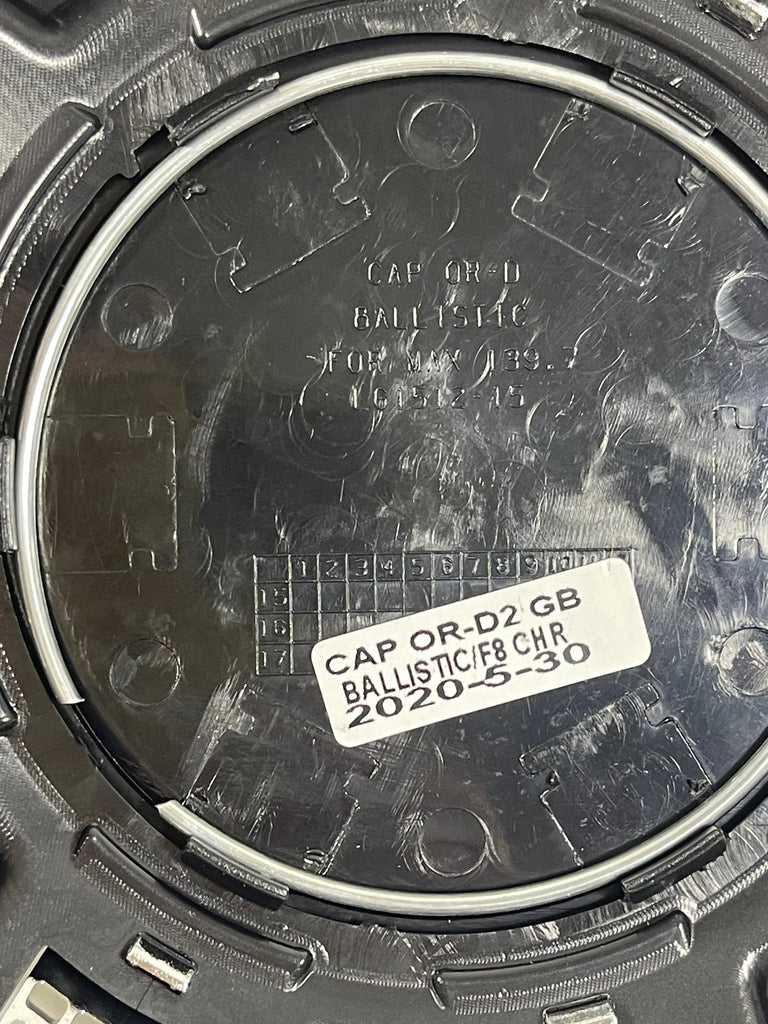 CAP OR-D
BALLISTIC
FOR MAX 139.7
LG1512-15
1 2 3 4 5 6 7 8 9 10
15
16
17
CAP OR-D2 GB
BALLISTIC/F8 CHR
2020-5-30